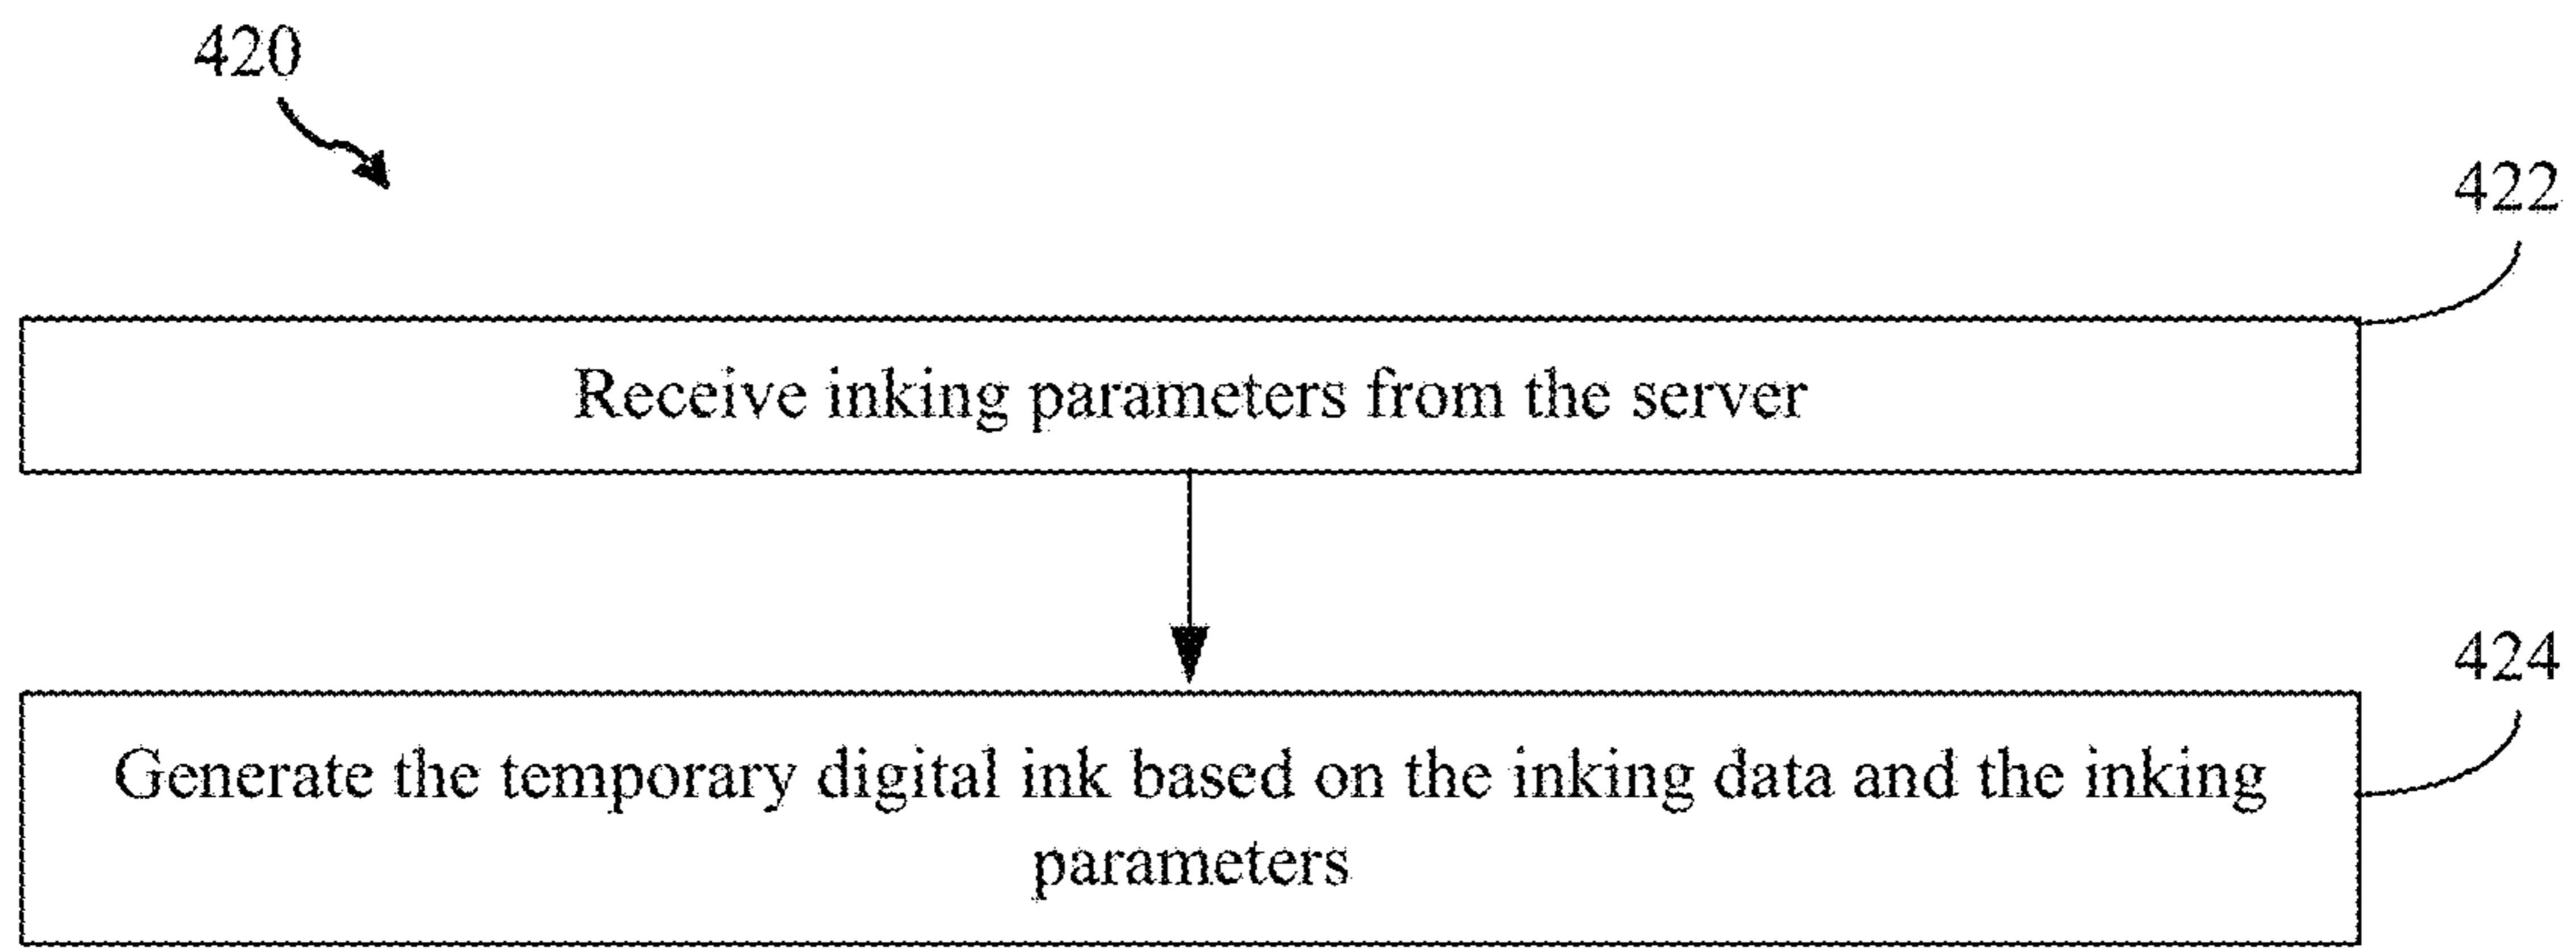 420
422
Receive inking parameters from the server
424
Generate the temporary digital ink based on the inking data and the inking
parameters